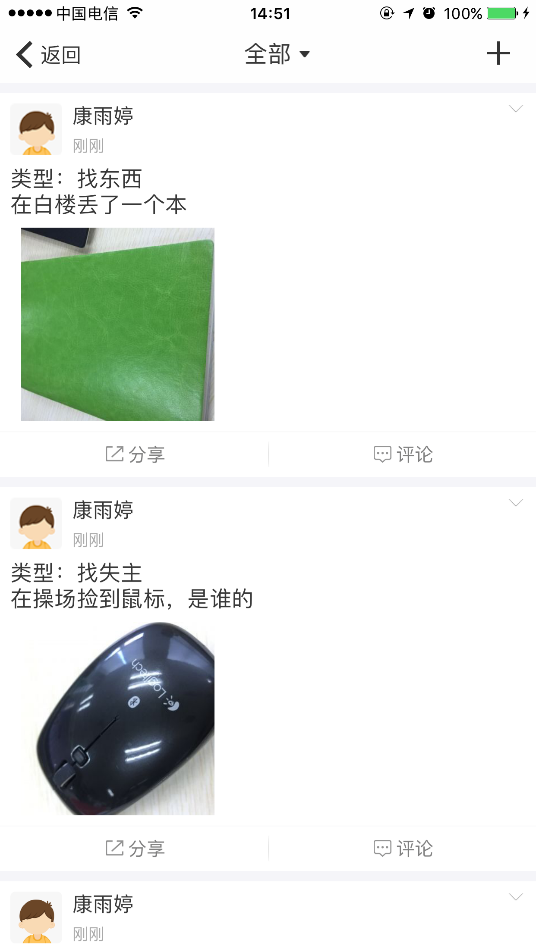 中国电信 14:51 100%
返回 全部
康雨婷
刚刚
类型：找东西
在白楼丢了一个本
分享 评论
康雨婷
刚刚
类型：找失主
在操场捡到鼠标，是谁的
Logitech
分享 评论
康雨婷
刚刚